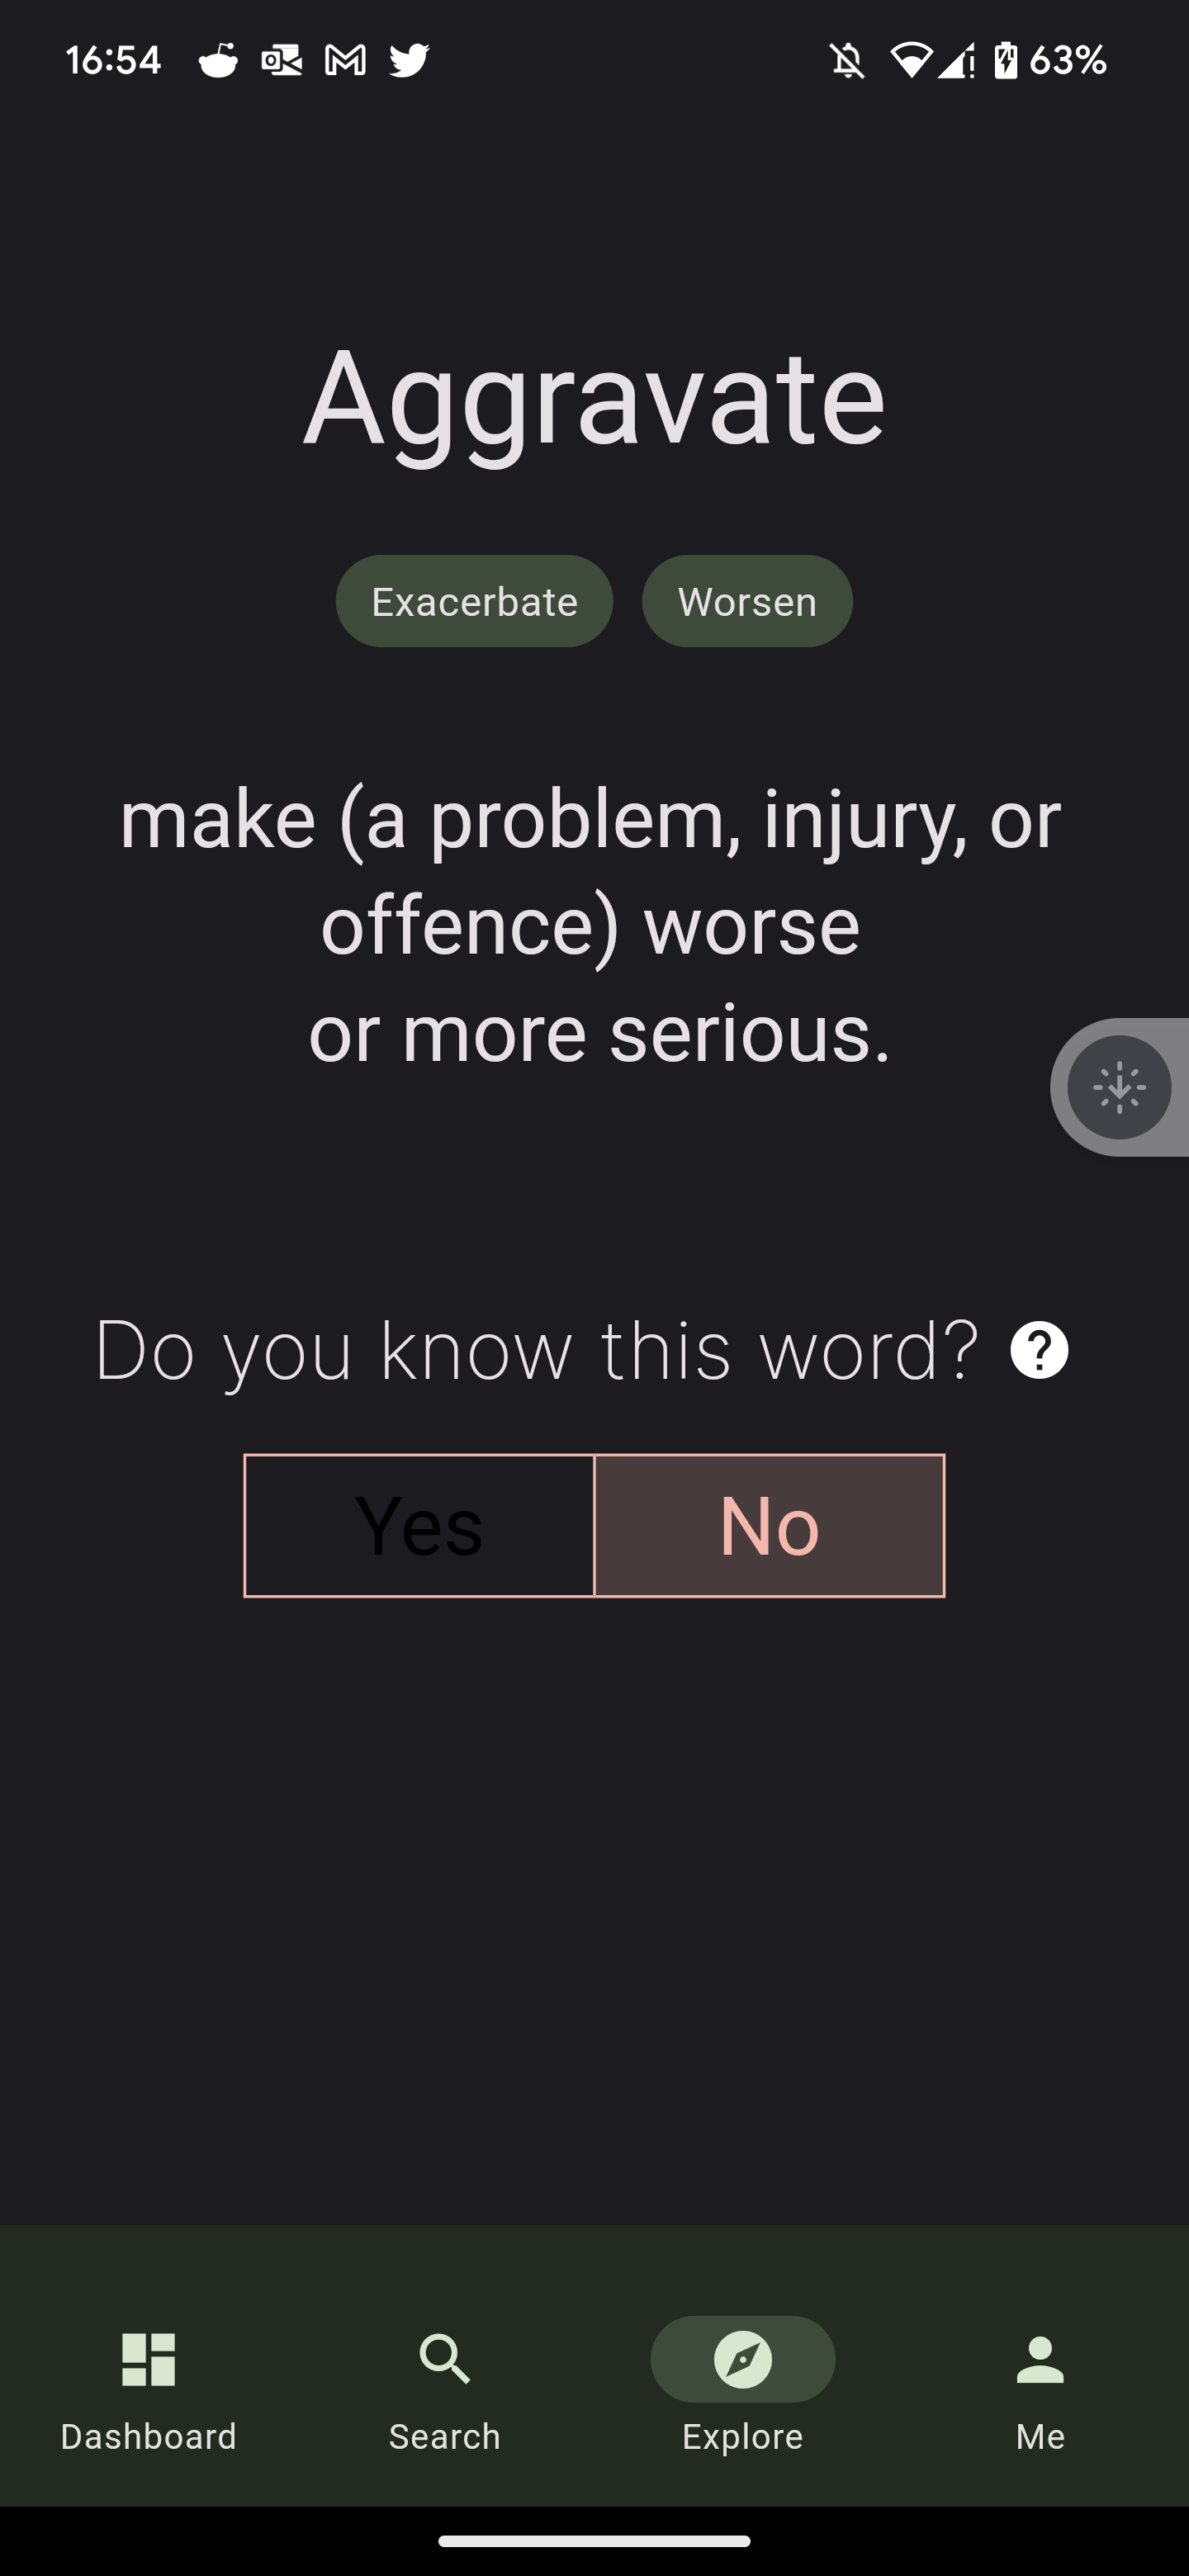 16:54 63%
Aggravate
Exacerbate Worsen
make (a problem, injury, or
offence) worse
or more serious.
Do you know this word?
Yes No
Dashboard Search Explore Me